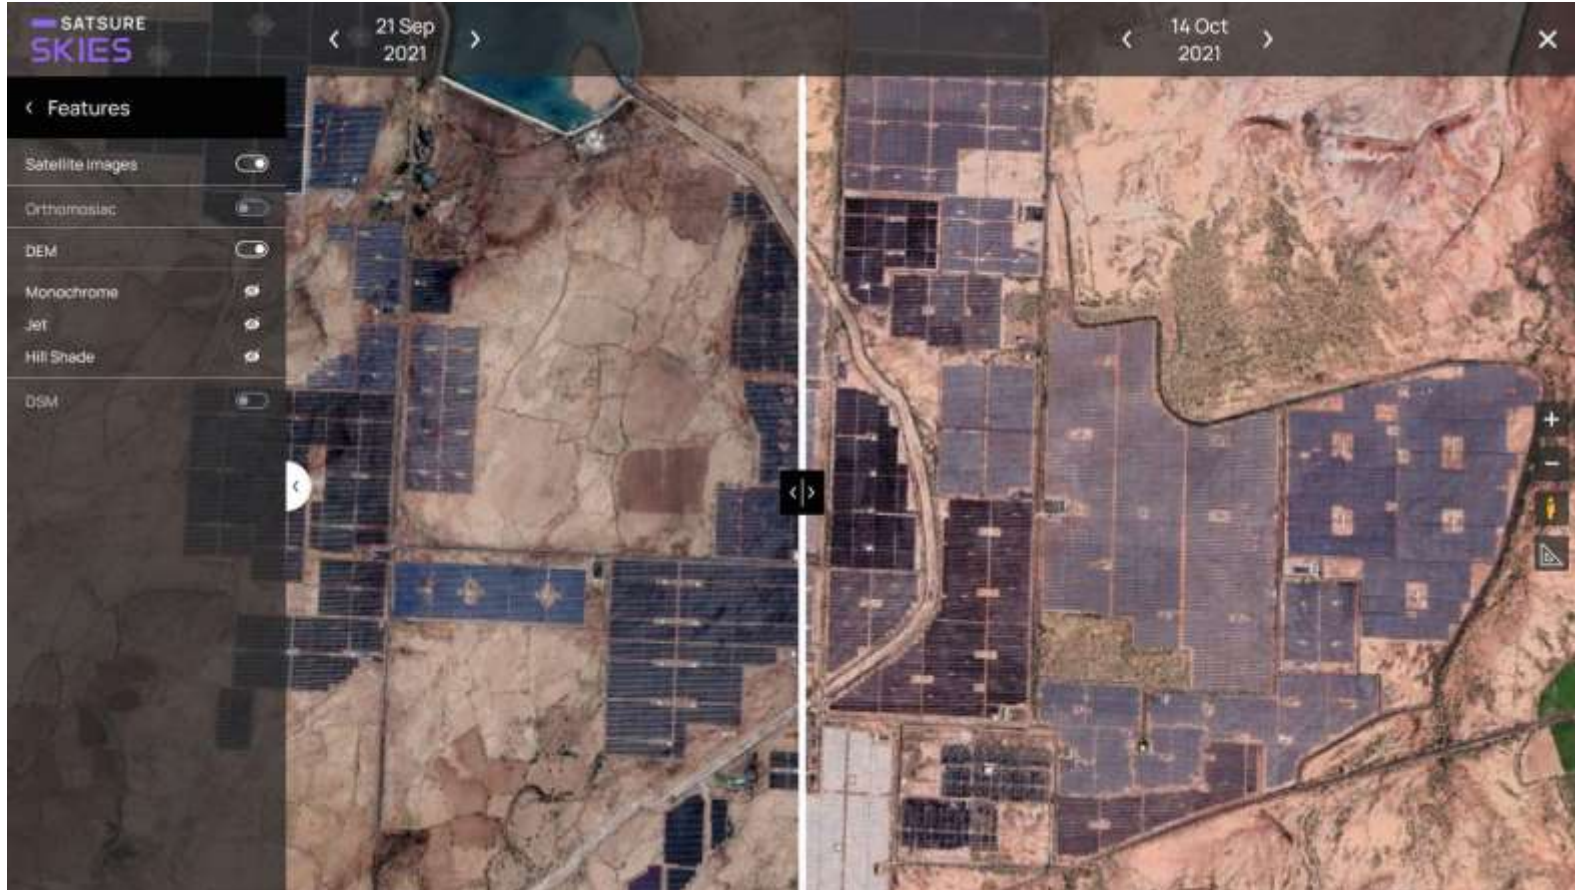 SATSURE
SKIES
21 Sep
2021
14 Oct
2021
Features
Satellite Images
Orthomosiac
DEM
Monochrome
Jet
Hill Shade
DSM